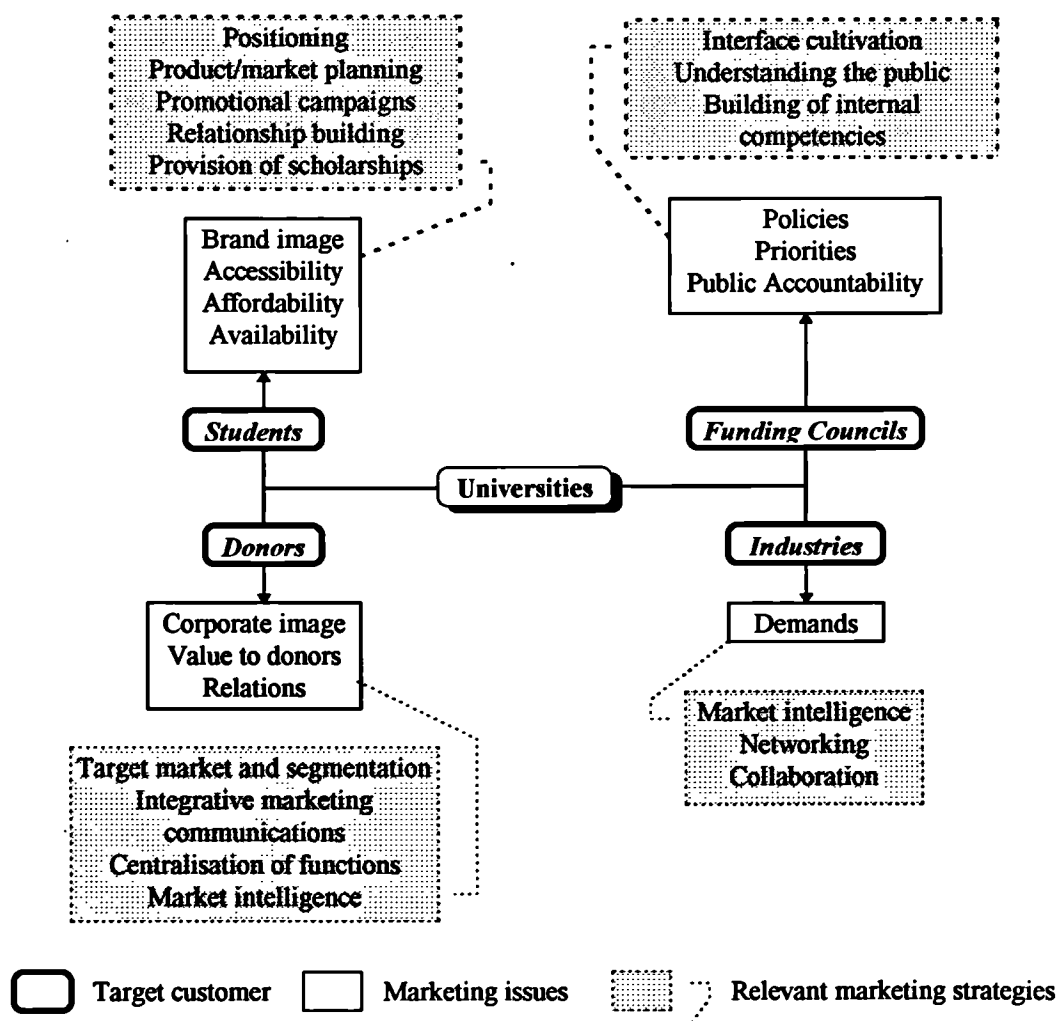 Positioning
Product/market planning
Promotional campaigns
Relationship building
Provision of scholarships
Interface cultivation
Understanding the public
Building of internal
competencies
Brand image
Accessibility
Affordability
Availability
Policies
Priorities
Public Accountability
Students
Funding Councils
Universities
Donors
Industries
Corporate image
Value to donors
Relations
Demands
Target market and segmentation
Integrative marketing
communications
Centralisation of functions
Market intelligence
Market intelligence
Networking
Collaboration
Target customer
Marketing issues
Relevant marketing strategies